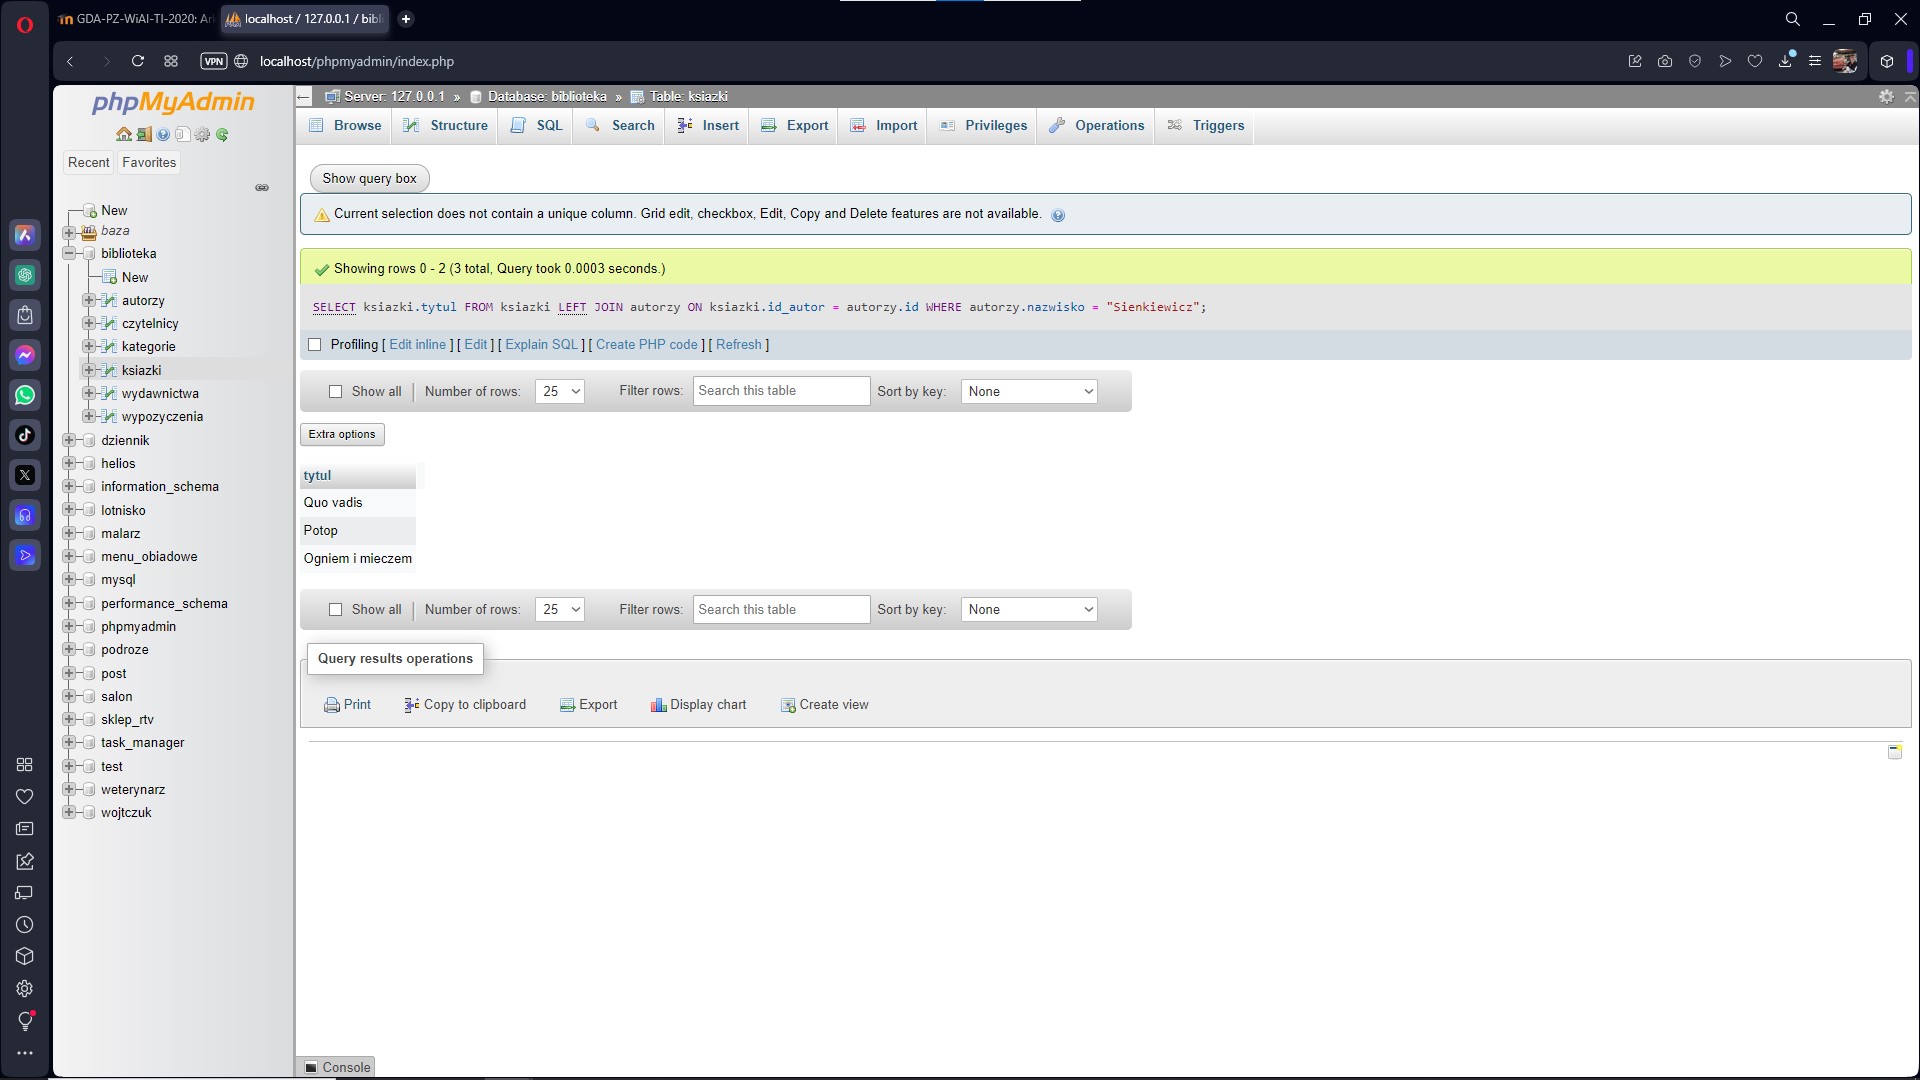 GDA-PZ-WiAI-TI-2020: Ar
localhost / 127.0.0.1 / bibl
VPN
localhost/phpmyadmin/index.php
phpMyAdmin
Recent
Favorites
New
baza
biblioteka
New
autorzy
czytelnicy
kategorie
ksiazki
wydawnictwa
wypozyczenia
dziennik
helios
information_schema
lotnisko
malarz
menu_obiadowe
mysql
performance_schema
phpmyadmin
podroze
post
salon
sklep_rtv
task_manager
test
weterynarz
wojtczuk
Server: 127.0.0.1 » Database: biblioteka » Table: ksiazki
Browse Structure SQL Search Insert Export Import Privileges Operations Triggers
Show query box
Current selection does not contain a unique column. Grid edit, checkbox, Edit, Copy and Delete features are not available.
Showing rows 0 - 2 (3 total, Query took 0.0003 seconds.)
SELECT ksiazki.tytul FROM ksiazki LEFT JOIN autorzy ON ksiazki.id_autor = autorzy.id WHERE autorzy.nazwisko = "Sienkiewicz";
Profiling [ Edit inline ] [ Edit ] [ Explain SQL ] [ Create PHP code ] [ Refresh ]
Show all | Number of rows: 25 Filter rows: Search this table Sort by key: None
Extra options
tytul
Quo vadis
Potop
Ogniem i mieczem
Show all | Number of rows: 25 Filter rows: Search this table Sort by key: None
Query results operations
Print Copy to clipboard Export Display chart Create view
Console